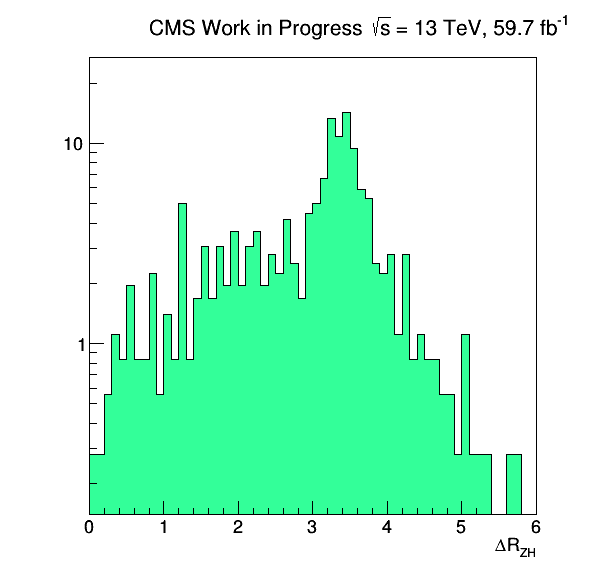 CMS Work in Progress √s = 13 TeV, 59.7 fb⁻¹
10
1
0 1 2 3 4 5 6
ΔR_ZH